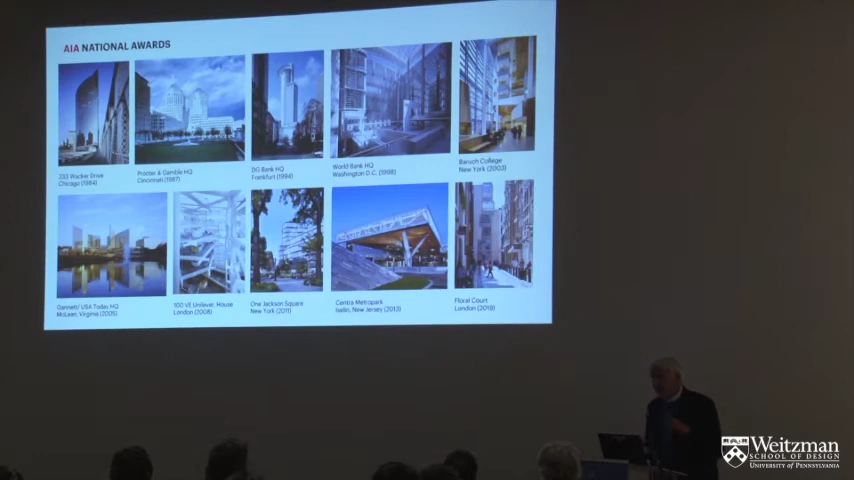 AIA NATIONAL AWARDS
333 Wacker Drive
Chicago (1984)
Procter & Gamble HQ
Cincinnati (1987)
DG Bank HQ
Frankfurt (1994)
World Bank HQ
Washington D.C. (1998)
Baruch College
New York (2003)
Gannett/ USA Today HQ
McLean, Virginia (2005)
100 VE Unilever House
London (2008)
One Jackson Square
New York (2011)
Centra Metropark
Iselin, New Jersey (2013)
Floral Court
London (2019)
Weitzman
SCHOOL OF DESIGN
UNIVERSITY of PENNSYLVANIA